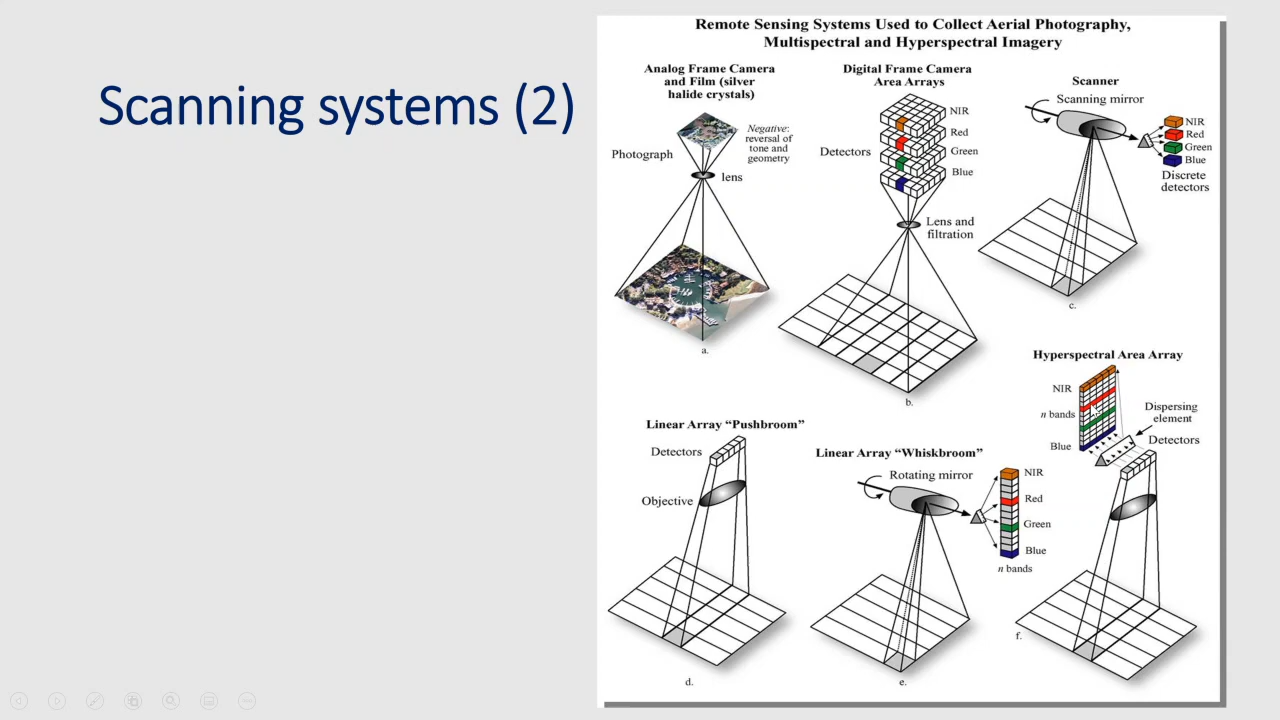 Scanning systems (2)
Remote Sensing Systems Used to Collect Aerial Photography,
Multispectral and Hyperspectral Imagery
Analog Frame Camera
and Film (silver
halide crystals)
Negative:
reversal of
tone and
geometry
Photograph
lens
a.
Digital Frame Camera
Area Arrays
NIR
Red
Detectors
Green
Blue
Lens and
filtration
b.
Scanner
Scanning mirror
NIR
Red
Green
Blue
Discrete
detectors
c.
Linear Array “Pushbroom”
Detectors
Objective
d.
Linear Array “Whiskbroom”
Rotating mirror
NIR
Red
Green
Blue
n bands
e.
Hyperspectral Area Array
NIR
n bands
Blue
Dispersing
element
Detectors
f.